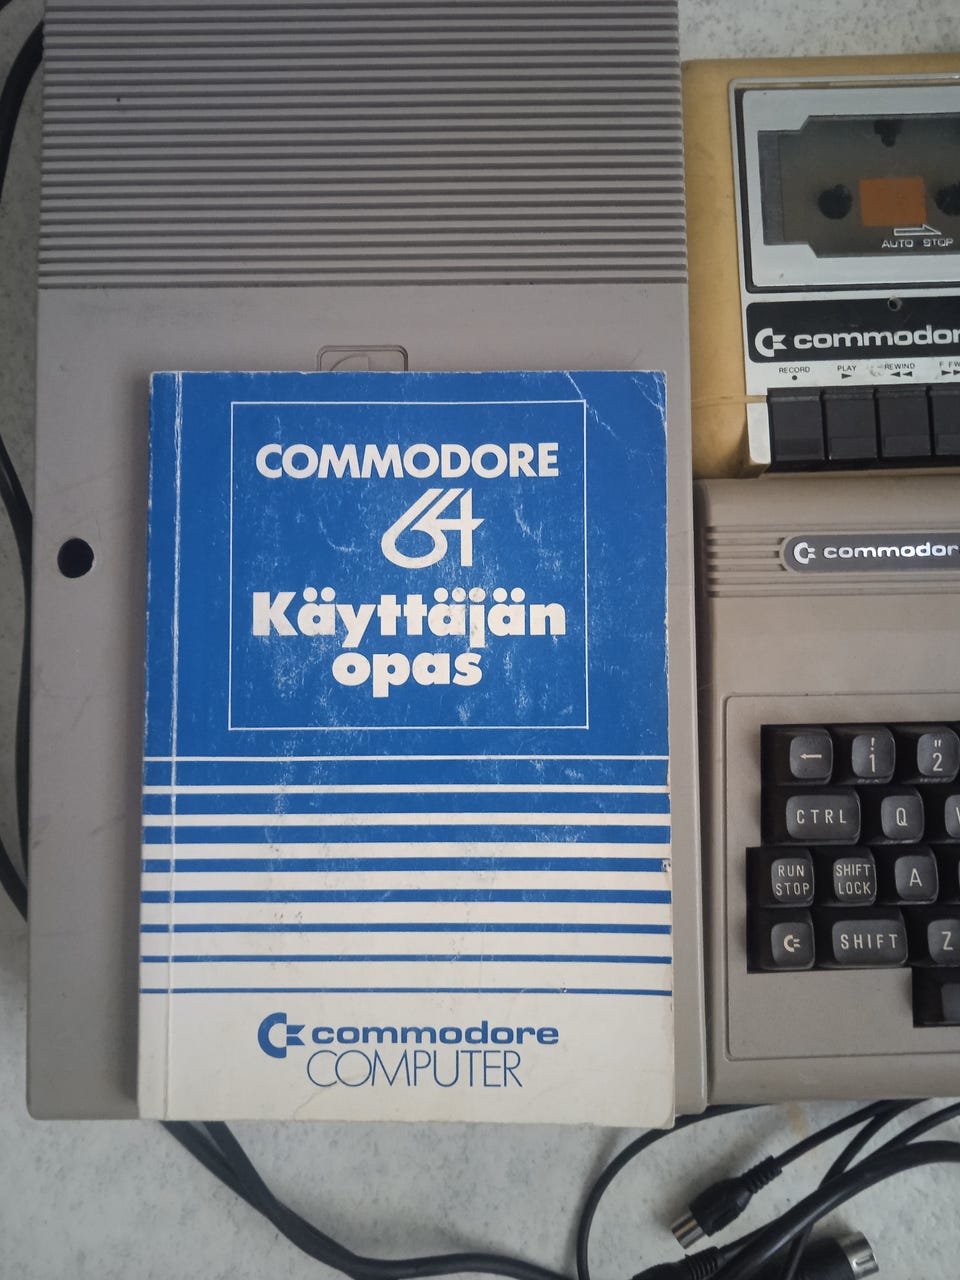 COMMODORE
64
Käyttäjän
opas
commodore
COMPUTER
AUTO STOP
commodor
RECORD PLAY REWIND F.FW
commodor
← ! 1 " 2
CTRL Q
RUN STOP SHIFT LOCK A
SHIFT Z